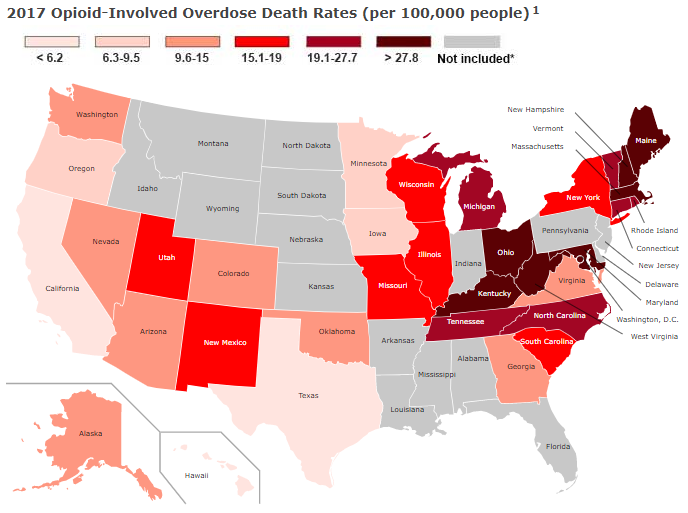 2017 Opioid-Involved Overdose Death Rates (per 100,000 people)1
< 6.2 6.3-9.5 9.6-15 15.1-19 19.1-27.7 > 27.8 Not included*
New Hampshire
Vermont
Massachusetts
Washington
Maine
Montana
North Dakota
Minnesota
Oregon
Wisconsin
Idaho
South Dakota
New York
Michigan
Wyoming
Rhode Island
Pennsylvania
Iowa
Nebraska
Nevada
Connecticut
Ohio
Utah
Illinois
Indiana
New Jersey
Colorado
Virginia
Delaware
California
Kansas
Missouri
Kentucky
Maryland
North Carolina
Washington, D.C.
Tennessee
Arizona
Oklahoma
West Virginia
New Mexico
Arkansas
South Carolina
Alabama
Georgia
Mississippi
Texas
Louisiana
Alaska
Florida
Hawaii